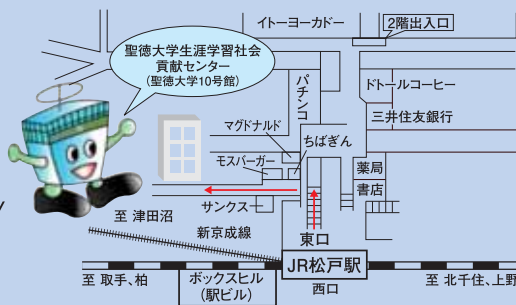 イトーヨーカドー
2階出入口
聖徳大学生涯学習社会
貢献センター
(聖徳大学10号館)
パチンコ
ドトールコーヒー
三井住友銀行
マグドナルド
ちばぎん
モスバーガー
薬局
書店
サンクス
至 津田沼
新京成線
東口
JR松戸駅
西口
至 取手、柏
ボックスヒル
(駅ビル)
至 北千住、上野